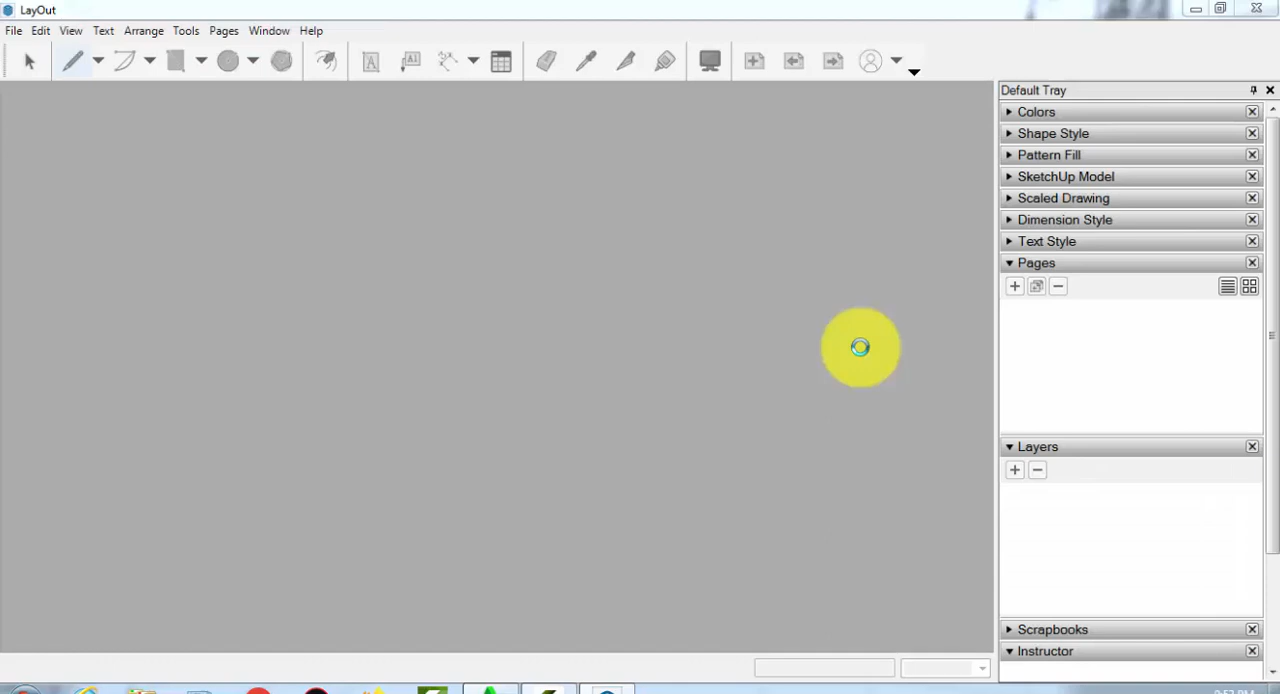 LayOut
File Edit View Text Arrange Tools Pages Window Help
Default Tray
Colors
Shape Style
Pattern Fill
SketchUp Model
Scaled Drawing
Dimension Style
Text Style
Pages
Layers
Scrapbooks
Instructor